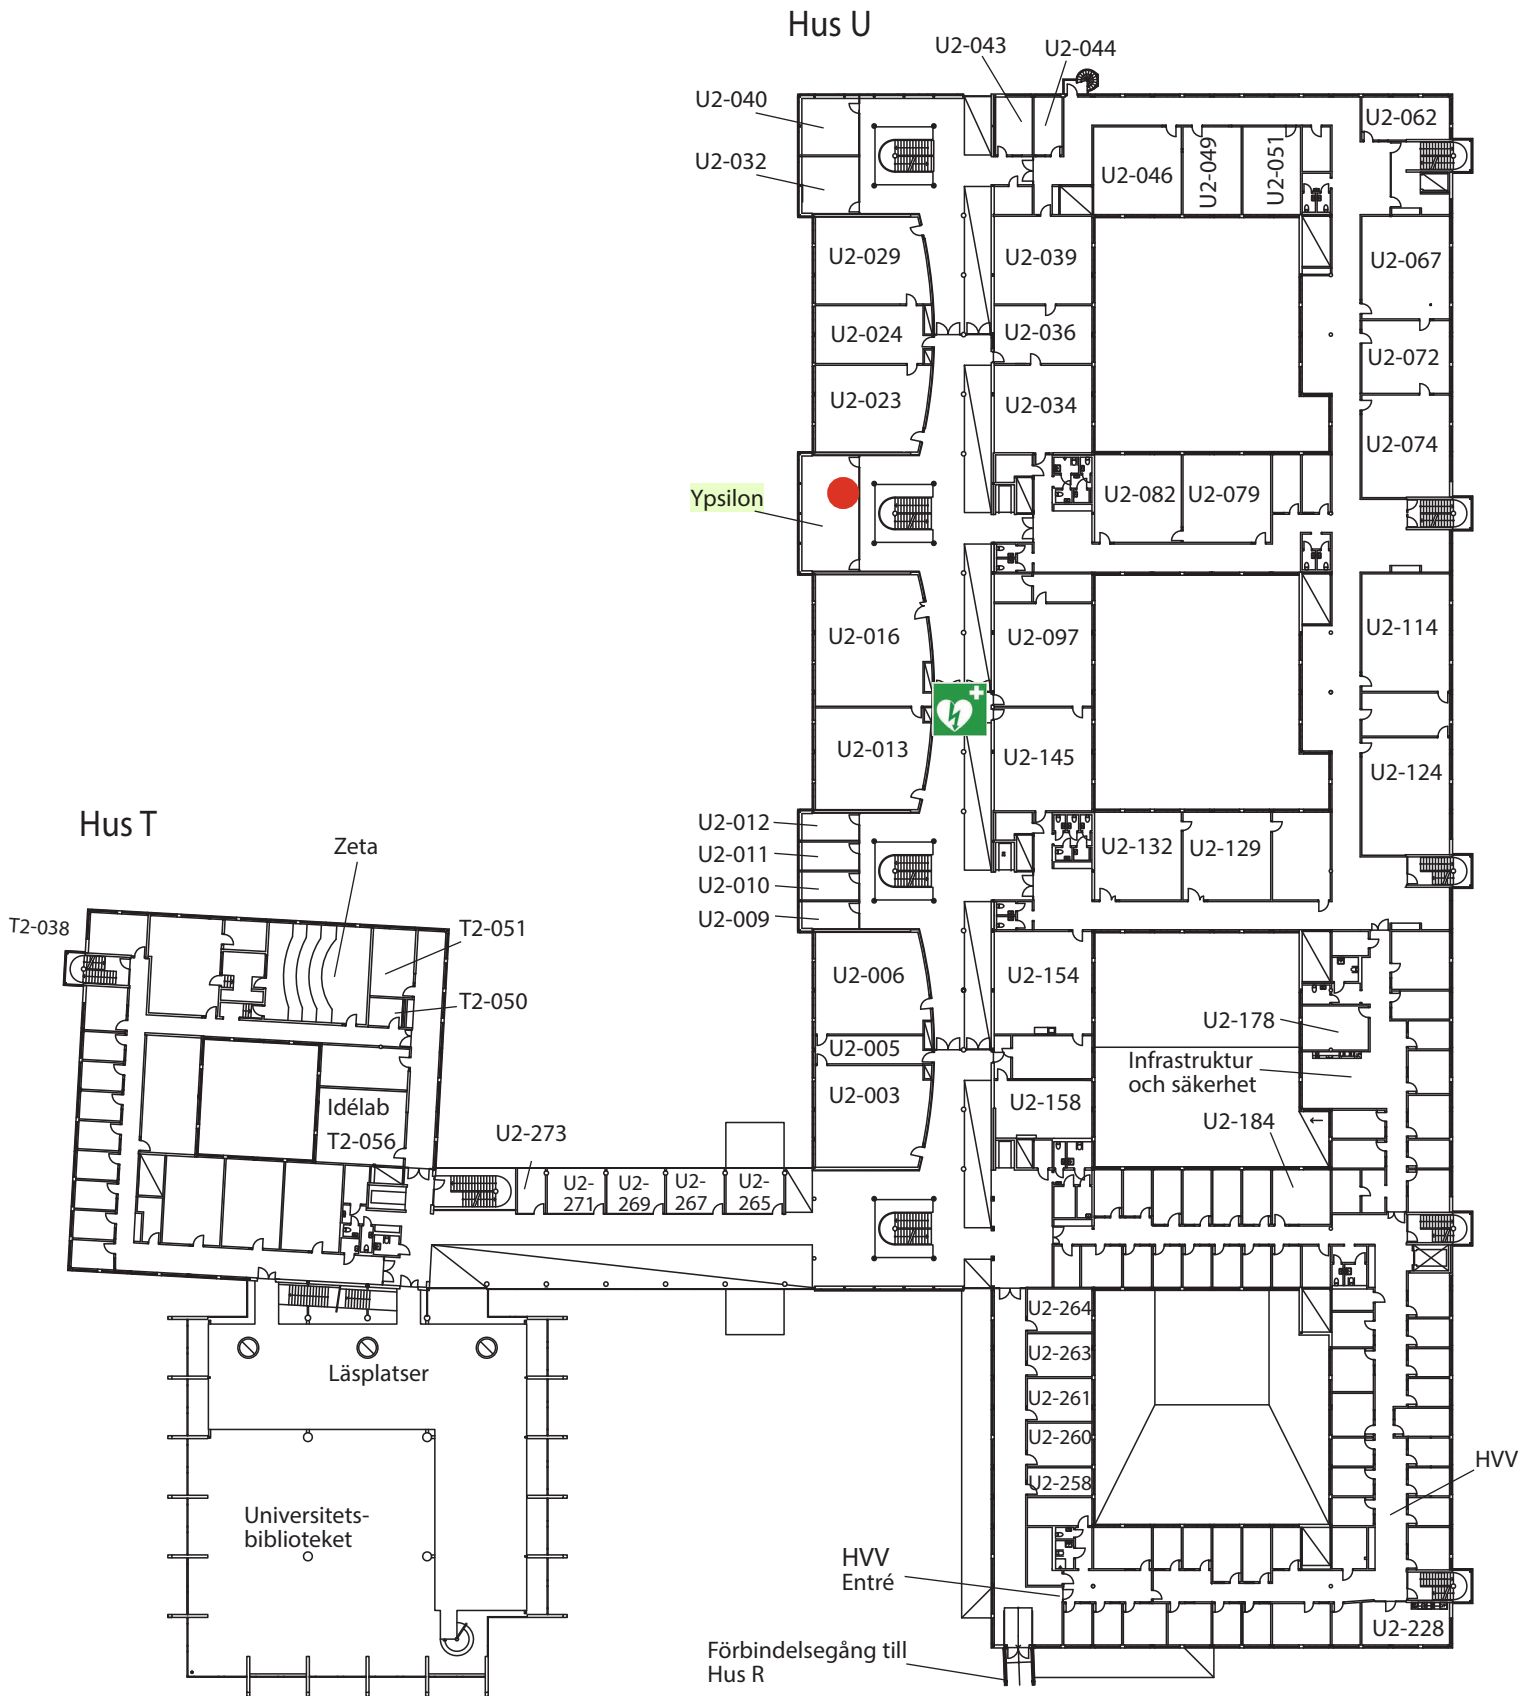 Hus U
U2-043
U2-044
U2-040
U2-062
U2-032
U2-046
U2-049
U2-051
U2-029
U2-039
U2-067
U2-024
U2-036
U2-072
U2-023
U2-034
U2-074
Ypsilon
U2-082
U2-079
U2-016
U2-097
U2-114
U2-013
U2-145
U2-124
Hus T
U2-012
U2-011
U2-010
U2-009
U2-132
U2-129
Zeta
T2-038
T2-051
T2-050
U2-006
U2-154
U2-178
U2-005
Infrastruktur
och säkerhet
U2-003
U2-158
U2-184
Idélab
T2-056
U2-273
U2-
271
U2-
269
U2-
267
U2-
265
U2-264
U2-263
U2-261
U2-260
U2-258
Läsplatser
HVV
Universitets-
biblioteket
HVV
Entré
U2-228
Förbindelsegång till
Hus R